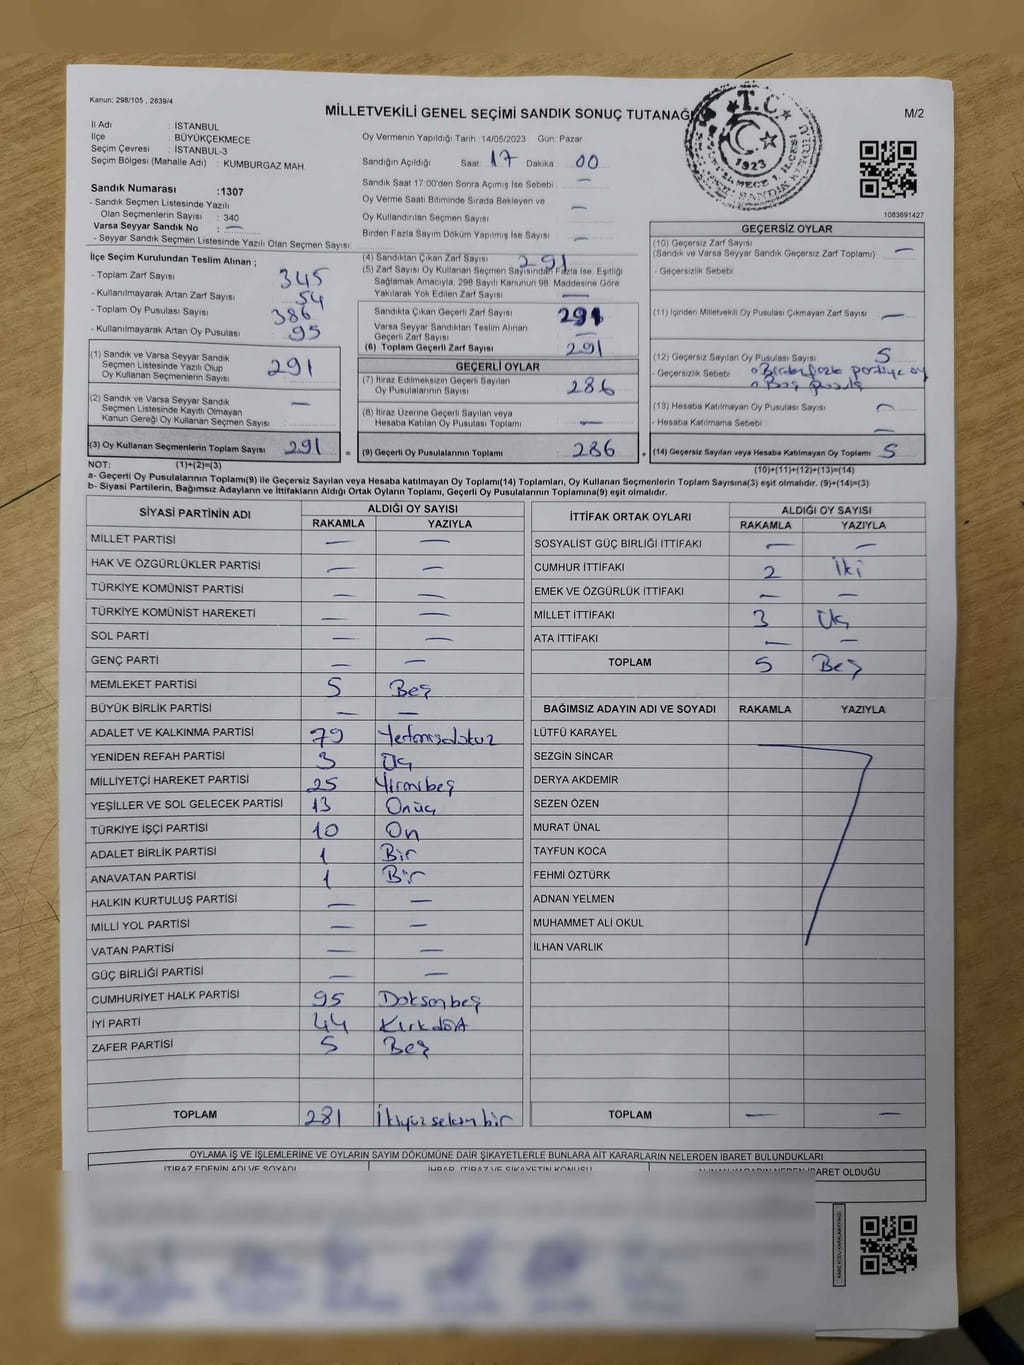 Kanun: 298/105 , 2839/4
MİLLETVEKİLİ GENEL SEÇİMİ SANDIK SONUÇ TUTANAĞI
M/2
İl Adı : İSTANBUL
İlçe : BÜYÜKÇEKMECE
Seçim Çevresi : İSTANBUL-3
Seçim Bölgesi (Mahalle Adı) : KUMBURGAZ MAH.
Sandık Numarası :1307
- Sandık Seçmen Listesinde Yazılı
Olan Seçmenlerin Sayısı : 340
Varsa Seyyar Sandık No : —
- Seyyar Sandık Seçmen Listesinde Yazılı Olan Seçmen Sayısı:
Oy Vermenin Yapıldığı Tarih :14/05/2023 Gün: Pazar
Sandığın Açıldığı Saat 17 Dakika 00
Sandık Saat 17:00'den Sonra Açımış İse Sebebi —
Oy Verme Saati Bitiminde Sırada Bekleyen ve
Oy Kullandırılan Seçmen Sayısı —
Birden Fazla Sayım Döküm Yapılmış İse Sayısı —
T.C.
1923
1083691427
İlçe Seçim Kurulundan Teslim Alınan ;
- Toplam Zarf Sayısı 345
- Kullanılmayarak Artan Zarf Sayısı 54
- Toplam Oy Pusulası Sayısı 386
- Kullanılmayarak Artan Oy Pusulası 95
(1) Sandık ve Varsa Seyyar Sandık
Seçmen Listesinde Yazılı Olup
Oy Kullanan Seçmenlerin Sayısı 291
(2) Sandık ve Varsa Seyyar Sandık
Seçmen Listesinde Kayıtlı Olmayan
Kanun Gereği Oy Kullanan Seçmen Sayısı : —
(3) Oy Kullanan Seçmenlerin Toplam Sayısı 291
(4) Sandıktan Çıkan Zarf Sayısı 291
(5) Zarf Sayısı Oy Kullanan Seçmen Sayısından Fazla İse, Eşitliği
Sağlamak Amacıyla, 298 Sayılı Kanunun 98. Maddesine Göre
Yakılarak Yok Edilen Zarf Sayısı —
Sandıkta Çıkan Geçerli Zarf Sayısı 291
Varsa Seyyar Sandıktan Teslim Alınan
Geçerli Zarf Sayısı —
(6) Toplam Geçerli Zarf Sayısı 291
GEÇERLİ OYLAR
(7) İtiraz Edilmeksizin Geçerli Sayılan
Oy Pusulalarının Sayısı 286
(8) İtiraz Üzerine Geçerli Sayılan veya
Hesaba Katılan Oy Pusulası Toplamı —
= (9) Geçerli Oy Pusulalarının Toplamı 286
GEÇERSİZ OYLAR
(10) Geçersiz Zarf Sayısı
(Sandık ve Varsa Seyyar Sandık Geçersiz Zarf Toplamı) —
- Geçersizlik Sebebi
(11) İçinden Milletvekili Oy Pusulası Çıkmayan Zarf Sayısı —
(12) Geçersiz Sayılan Oy Pusulası Sayısı 5
- Geçersizlik Sebebi : Birden fazla partiye oy
Boş pusula
(13) Hesaba Katılmayan Oy Pusulası Sayısı —
- Hesaba Katılmama Sebebi —
+ (14) Geçersiz Sayılan veya Hesaba Katılmayan Oy Toplamı 5
NOT: (1)+(2)=(3)
(10)+(11)+(12)+(13)=(14)
a- Geçerli Oy Pusulalarının Toplamı(9) ile Geçersiz Sayılan veya Hesaba katılmayan Oy Toplamı(14) Toplamları, Oy Kullanan Seçmenlerin Toplam Sayısına(3) eşit olmalıdır. (9)+(14)=(3)
b- Siyasi Partilerin, Bağımsız Adayların ve İttifakların Aldığı Ortak Oyların Toplamı, Geçerli Oy Pusulalarının Toplamına(9) eşit olmalıdır.
SİYASİ PARTİNİN ADI ALDIĞI OY SAYISI
RAKAMLA YAZIYLA
MİLLET PARTİSİ — —
HAK VE ÖZGÜRLÜKLER PARTİSİ — —
TÜRKİYE KOMÜNİST PARTİSİ — —
TÜRKİYE KOMÜNİST HAREKETİ — —
SOL PARTİ — —
GENÇ PARTİ — —
MEMLEKET PARTİSİ 5 Beş
BÜYÜK BİRLİK PARTİSİ — —
ADALET VE KALKINMA PARTİSİ 79 Yetmişdokuz
YENİDEN REFAH PARTİSİ 3 Üç
MİLLİYETÇİ HAREKET PARTİSİ 25 Yirmibeş
YEŞİLLER VE SOL GELECEK PARTİSİ 13 Onüç
TÜRKİYE İŞÇİ PARTİSİ 10 On
ADALET BİRLİK PARTİSİ 1 Bir
ANAVATAN PARTİSİ 1 Bir
HALKIN KURTULUŞ PARTİSİ — —
MİLLİ YOL PARTİSİ — —
VATAN PARTİSİ — —
GÜÇ BİRLİĞİ PARTİSİ — —
CUMHURİYET HALK PARTİSİ 95 Doksanbeş
İYİ PARTİ 44 Kırkdört
ZAFER PARTİSİ 5 Beş
TOPLAM 281 İkiyüzseksenbir
İTTİFAK ORTAK OYLARI ALDIĞI OY SAYISI
RAKAMLA YAZIYLA
SOSYALİST GÜÇ BİRLİĞİ İTTİFAKI — —
CUMHUR İTTİFAKI 2 İki
EMEK VE ÖZGÜRLÜK İTTİFAKI — —
MİLLET İTTİFAKI 3 Üç
ATA İTTİFAKI — —
TOPLAM 5 Beş
BAĞIMSIZ ADAYIN ADI VE SOYADI RAKAMLA YAZIYLA
LÜTFÜ KARAYEL
SEZGİN SİNCAR
DERYA AKDEMİR
SEZEN ÖZEN
MURAT ÜNAL
TAYFUN KOCA
FEHMİ ÖZTÜRK
ADNAN YELMEN
MUHAMMET ALİ OKUL
İLHAN VARLIK
TOPLAM — —
OYLAMA İŞ VE İŞLEMLERİNE VE OYLARIN SAYIM DÖKÜMÜNE DAİR ŞİKAYETLERLE BUNLARA AİT KARARLARIN NELERDEN İBARET BULUNDUKLARI
İTİRAZ EDENİN ADI VE SOYADI İHBAR, İTİRAZ VE ŞİKAYETİN KONUSU ALINAN KARARIN NEDEN İBARET OLDUĞU